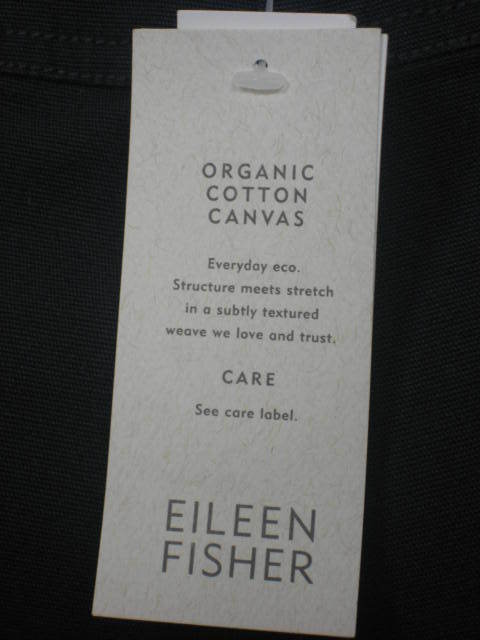 ORGANIC
COTTON
CANVAS
Everyday eco.
Structure meets stretch
in a subtly textured
weave we love and trust.
CARE
See care label.
EILEEN
FISHER